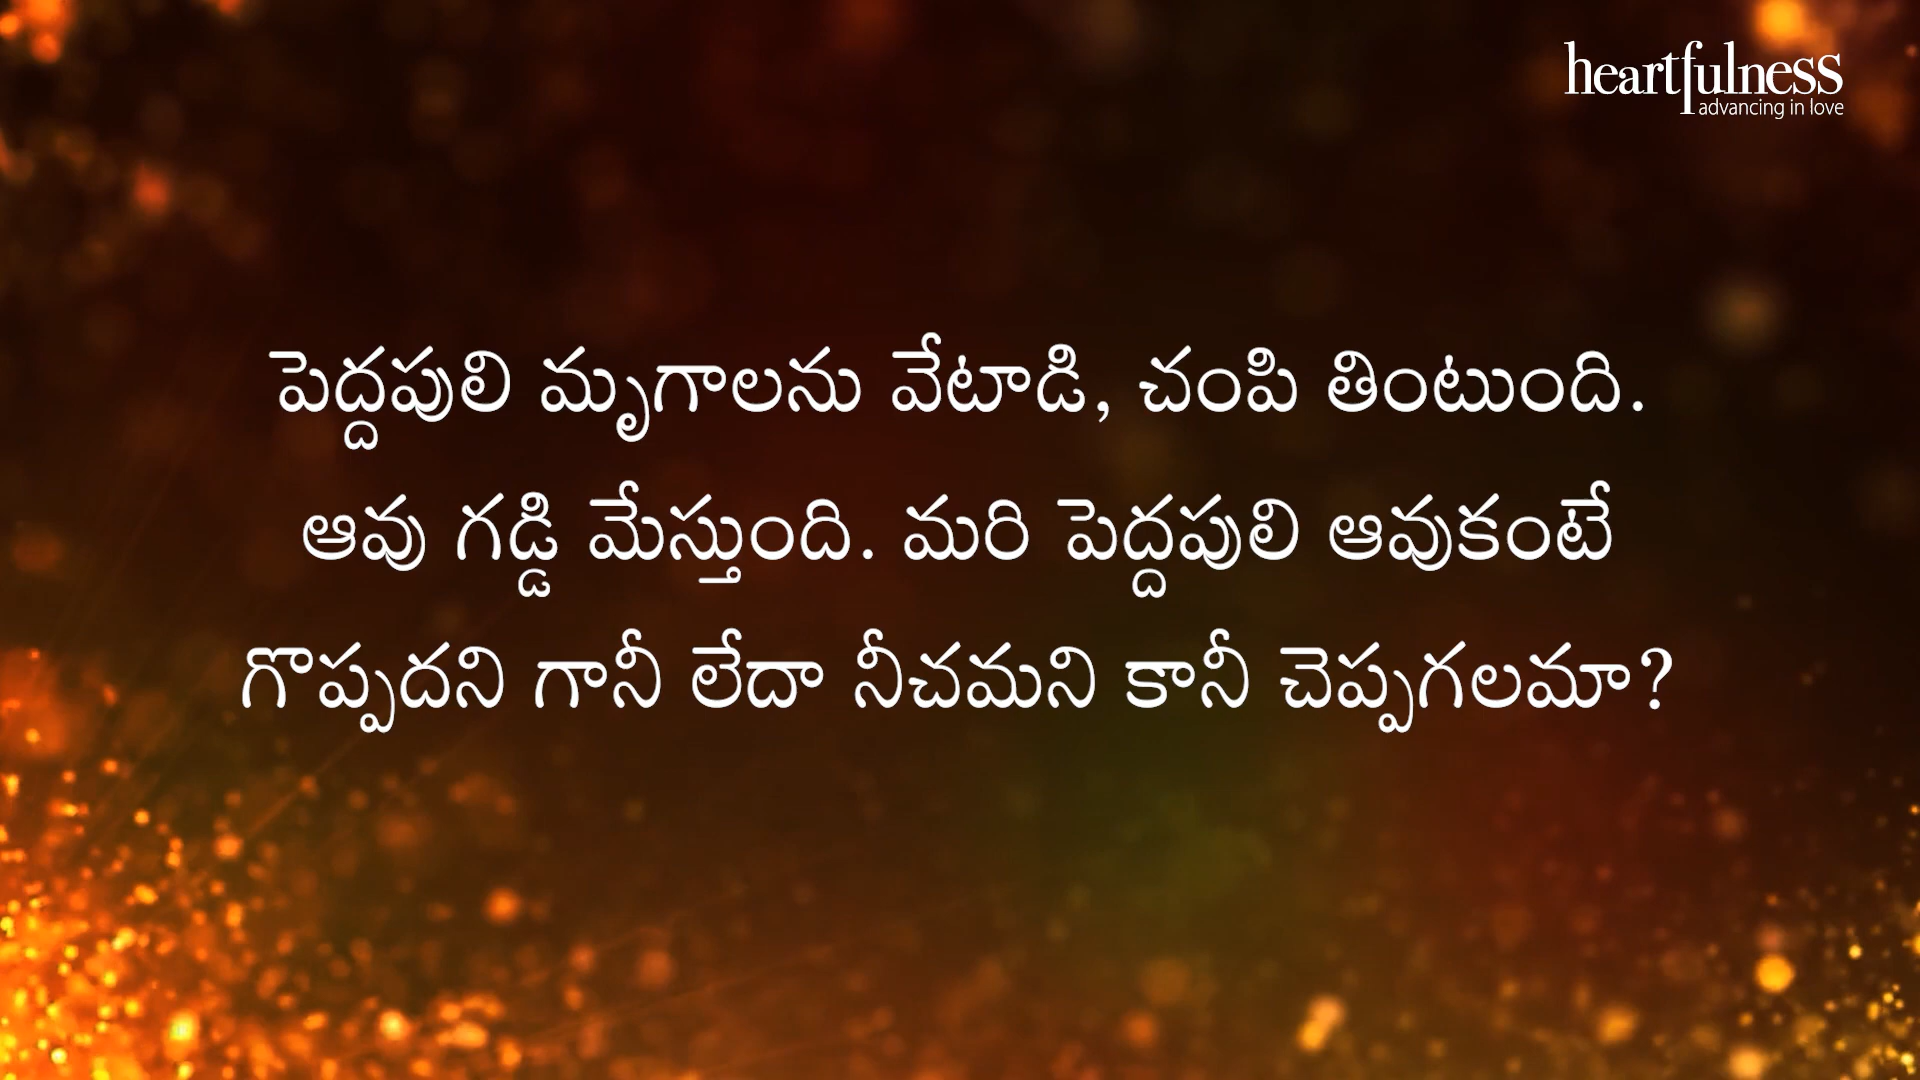 heartfulness
advancing in love
పెద్దపులి మృగాలను వేటాడి, చంపి తింటుంది.
ఆవు గడ్డి మేస్తుంది. మరి పెద్దపులి ఆవుకంటే
గొప్పదని గానీ లేదా నీచమని కానీ చెప్పగలమా?